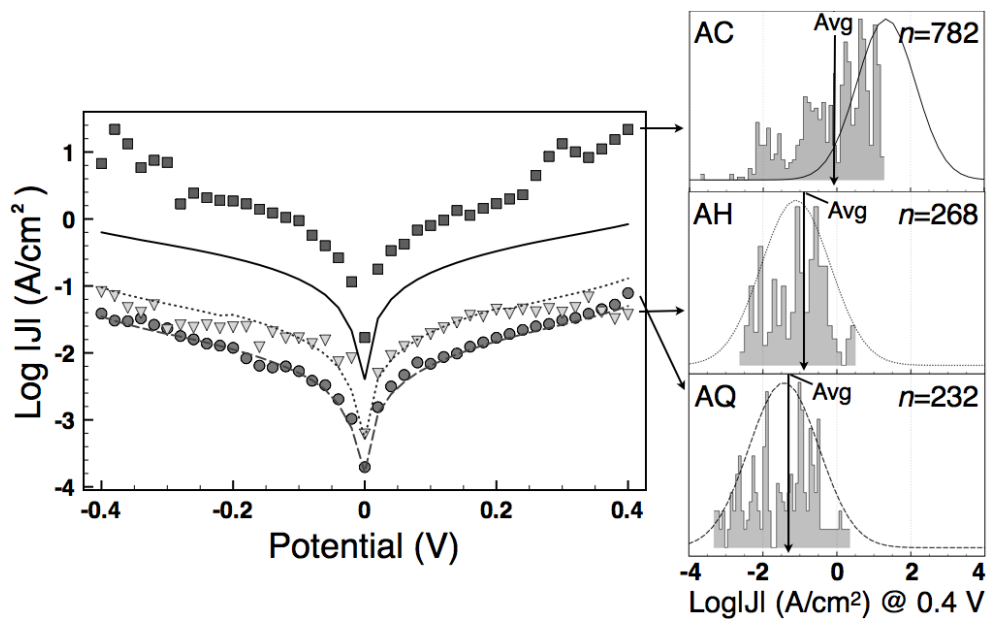 Log |J| (A/cm²)
1
0
-1
-2
-3
-4
-0.4
-0.2
0
0.2
0.4
Potential (V)
AC
Avg
n=782
AH
Avg
n=268
AQ
Avg
n=232
-4
-2
0
2
4
Log|J| (A/cm²) @ 0.4 V